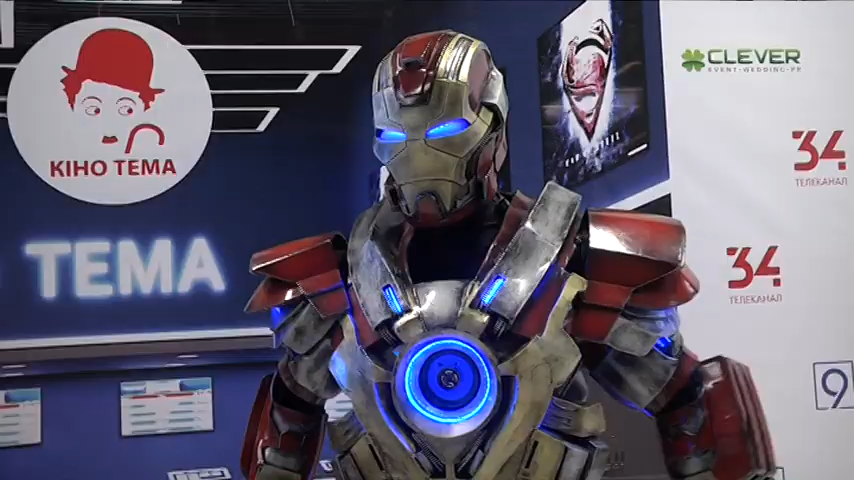 КІНО ТЕМА
ТЕМА
CLEVER
EVENT-WEDDING-PR
34
ТЕЛЕКАНАЛ
34
ТЕЛЕКАНАЛ
9